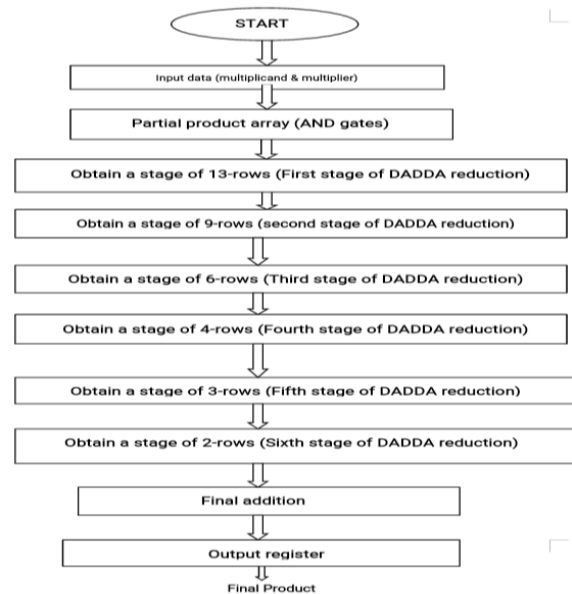 START
Input data (multiplicand & multiplier)
Partial product array (AND gates)
Obtain a stage of 13-rows (First stage of DADDA reduction)
Obtain a stage of 9-rows (second stage of DADDA reduction)
Obtain a stage of 6-rows (Third stage of DADDA reduction)
Obtain a stage of 4-rows (Fourth stage of DADDA reduction)
Obtain a stage of 3-rows (Fifth stage of DADDA reduction)
Obtain a stage of 2-rows (Sixth stage of DADDA reduction)
Final addition
Output register
Final Product